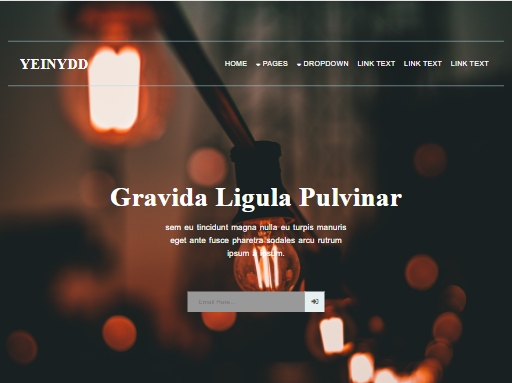 YEINYDD
HOME PAGES DROPDOWN LINK TEXT LINK TEXT LINK TEXT
Gravida Ligula Pulvinar
sem eu tincidunt magna nulla eu turpis manuris
eget ante fusce pharetra sodales arcu rutrum
ipsum a ipsum.
Email Here...